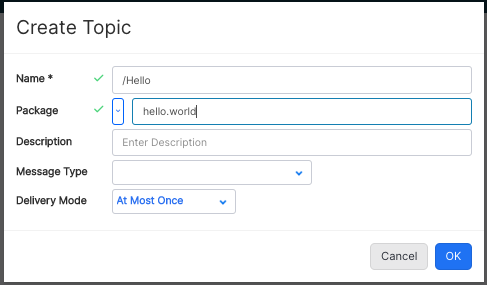 Create Topic
Name * /Hello
Package hello.world
Description Enter Description
Message Type
Delivery Mode At Most Once
Cancel OK